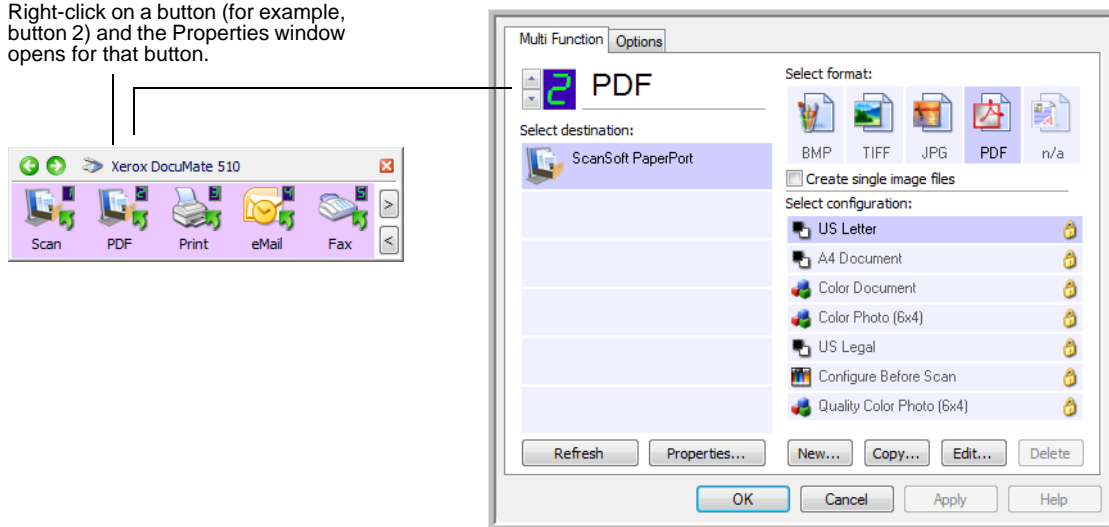 Right-click on a button (for example,
button 2) and the Properties window
opens for that button.
Xerox DocuMate 510
1
2
3
4
5
Scan
PDF
Print
eMail
Fax
>
<
Multi Function
Options
2
PDF
Select destination:
ScanSoft PaperPort
Refresh
Properties...
Select format:
BMP
TIFF
JPG
PDF
n/a
Create single image files
Select configuration:
US Letter
A4 Document
Color Document
Color Photo (6x4)
US Legal
Configure Before Scan
Quality Color Photo (6x4)
New...
Copy...
Edit...
Delete
OK
Cancel
Apply
Help